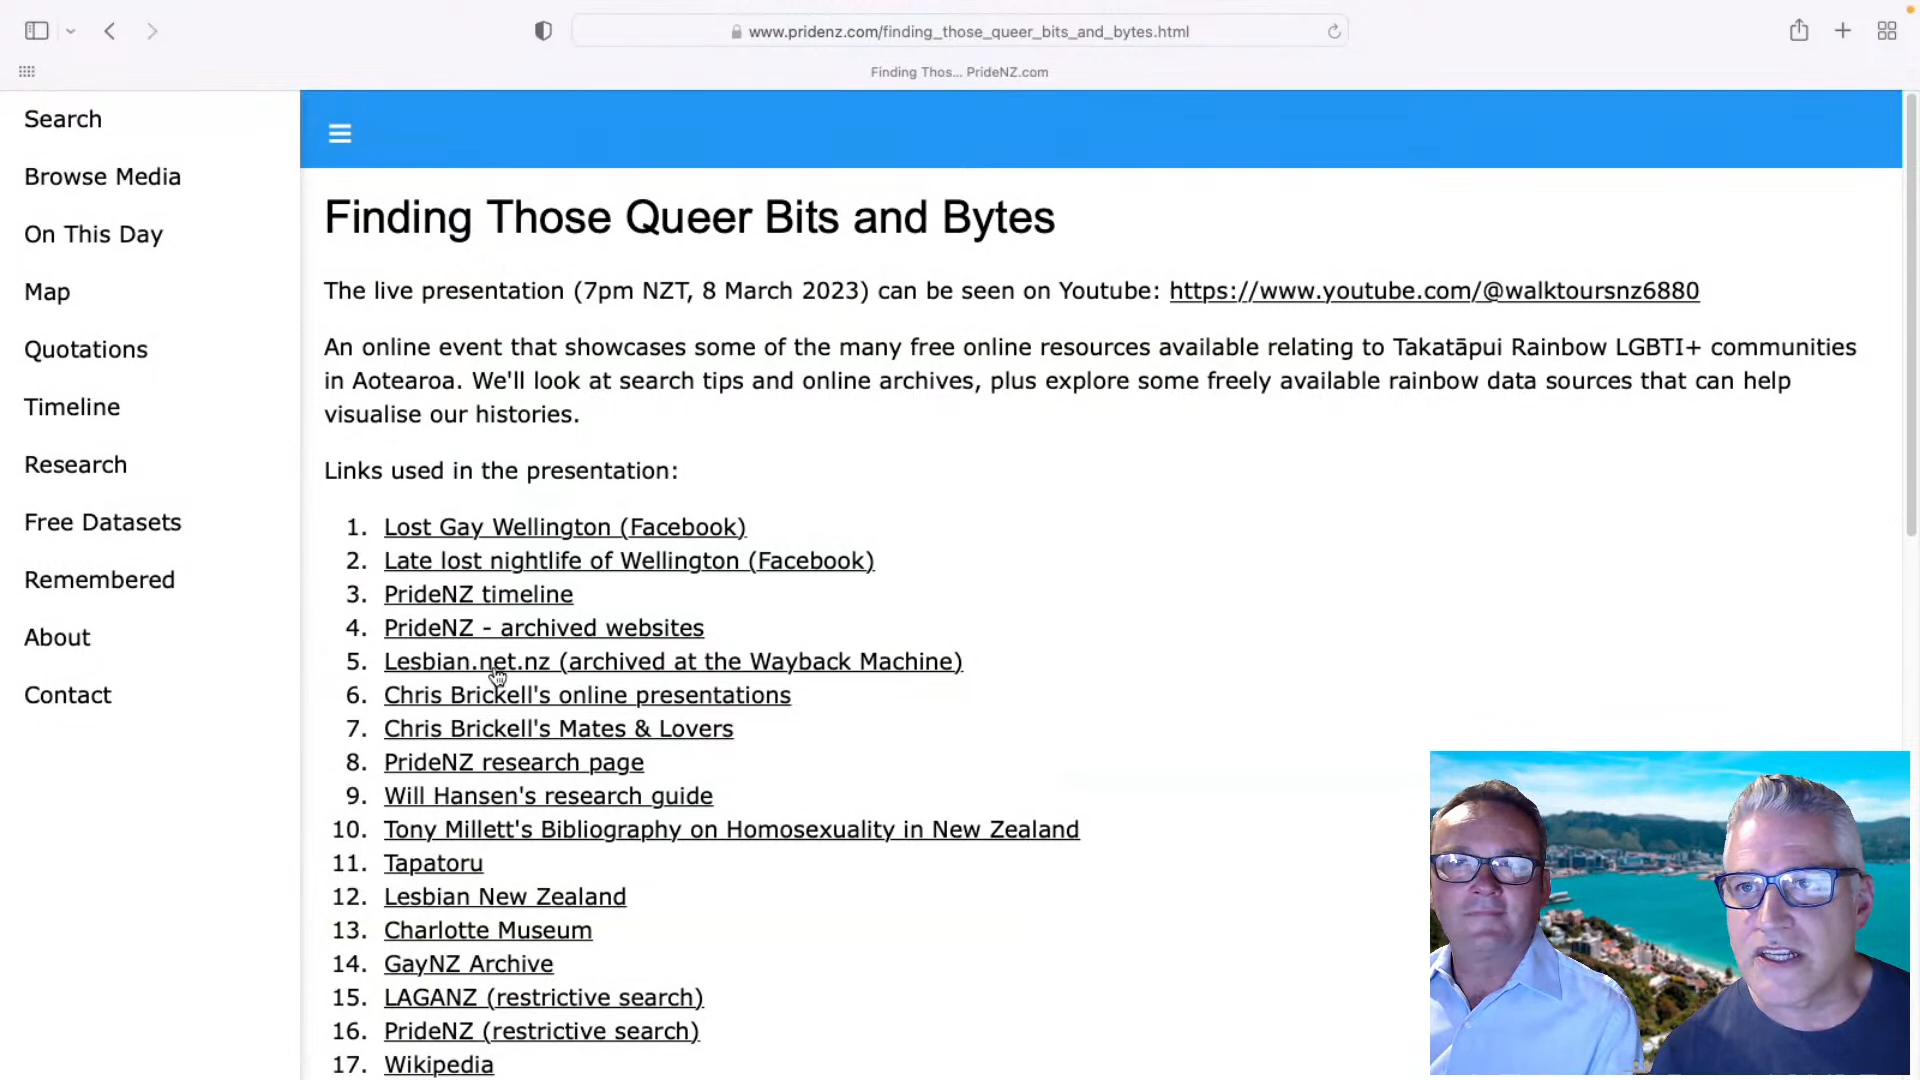 www.pridenz.com/finding_those_queer_bits_and_bytes.html
Finding Thos... PrideNZ.com
Search
Browse Media
On This Day
Map
Quotations
Timeline
Research
Free Datasets
Remembered
About
Contact
Finding Those Queer Bits and Bytes
The live presentation (7pm NZT, 8 March 2023) can be seen on Youtube: https://www.youtube.com/@walktoursnz6880
An online event that showcases some of the many free online resources available relating to Takatāpui Rainbow LGBTI+ communities
in Aotearoa. We'll look at search tips and online archives, plus explore some freely available rainbow data sources that can help
visualise our histories.
Links used in the presentation:
1. Lost Gay Wellington (Facebook)
2. Late lost nightlife of Wellington (Facebook)
3. PrideNZ timeline
4. PrideNZ - archived websites
5. Lesbian.net.nz (archived at the Wayback Machine)
6. Chris Brickell's online presentations
7. Chris Brickell's Mates & Lovers
8. PrideNZ research page
9. Will Hansen's research guide
10. Tony Millett's Bibliography on Homosexuality in New Zealand
11. Tapatoru
12. Lesbian New Zealand
13. Charlotte Museum
14. GayNZ Archive
15. LAGANZ (restrictive search)
16. PrideNZ (restrictive search)
17. Wikipedia